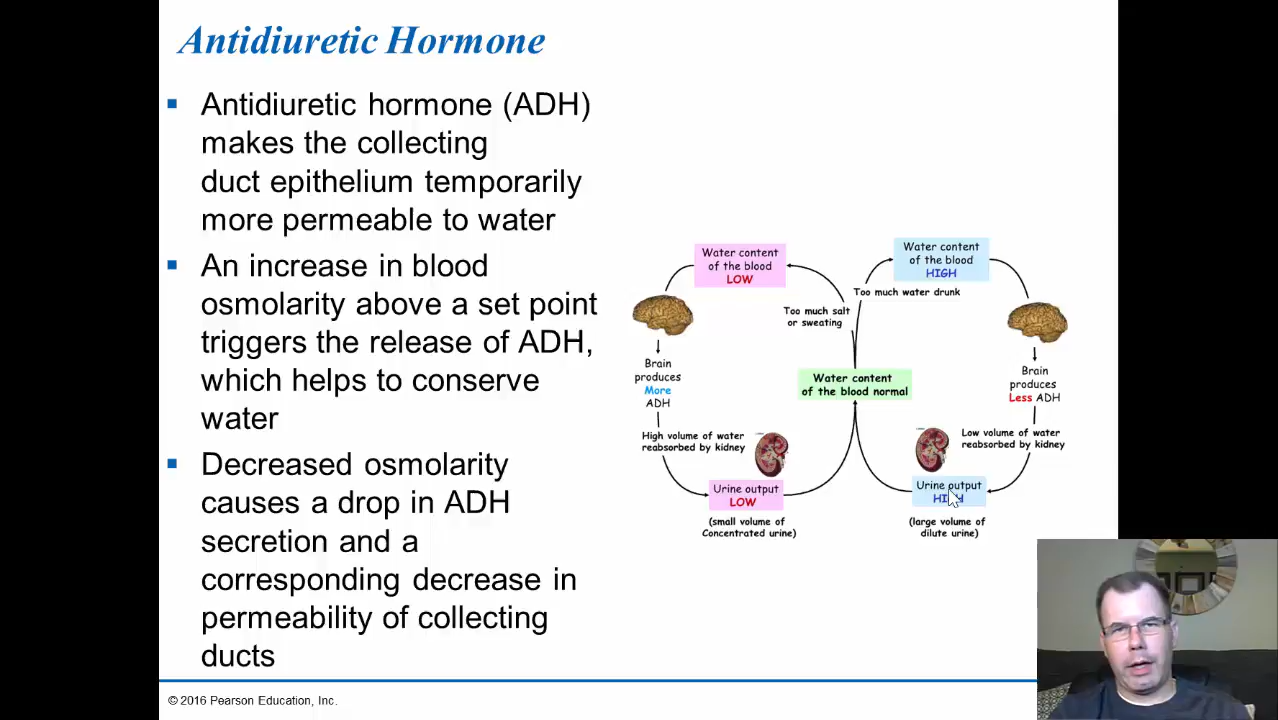 Antidiuretic Hormone
▪ Antidiuretic hormone (ADH)
makes the collecting
duct epithelium temporarily
more permeable to water
▪ An increase in blood
osmolarity above a set point
triggers the release of ADH,
which helps to conserve
water
▪ Decreased osmolarity
causes a drop in ADH
secretion and a
corresponding decrease in
permeability of collecting
ducts
Water content
of the blood
LOW
Too much salt
or sweating
Brain
produces
More
ADH
High volume of water
reabsorbed by kidney
Urine output
LOW
(small volume of
Concentrated urine)
Water content
of the blood normal
Water content
of the blood
HIGH
Too much water drunk
Brain
produces
Less ADH
Low volume of water
reabsorbed by kidney
Urine output
HIGH
(large volume of
dilute urine)
© 2016 Pearson Education, Inc.